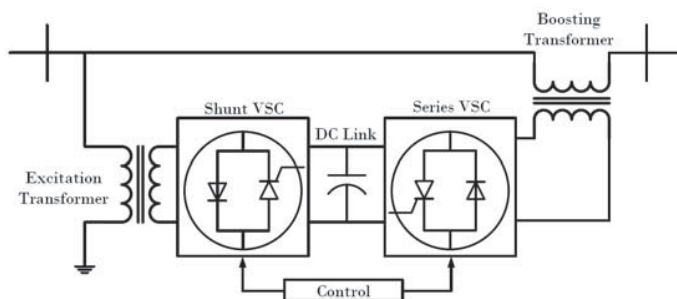 Boosting
Transformer
Shunt VSC
Series VSC
DC Link
Excitation
Transformer
Control